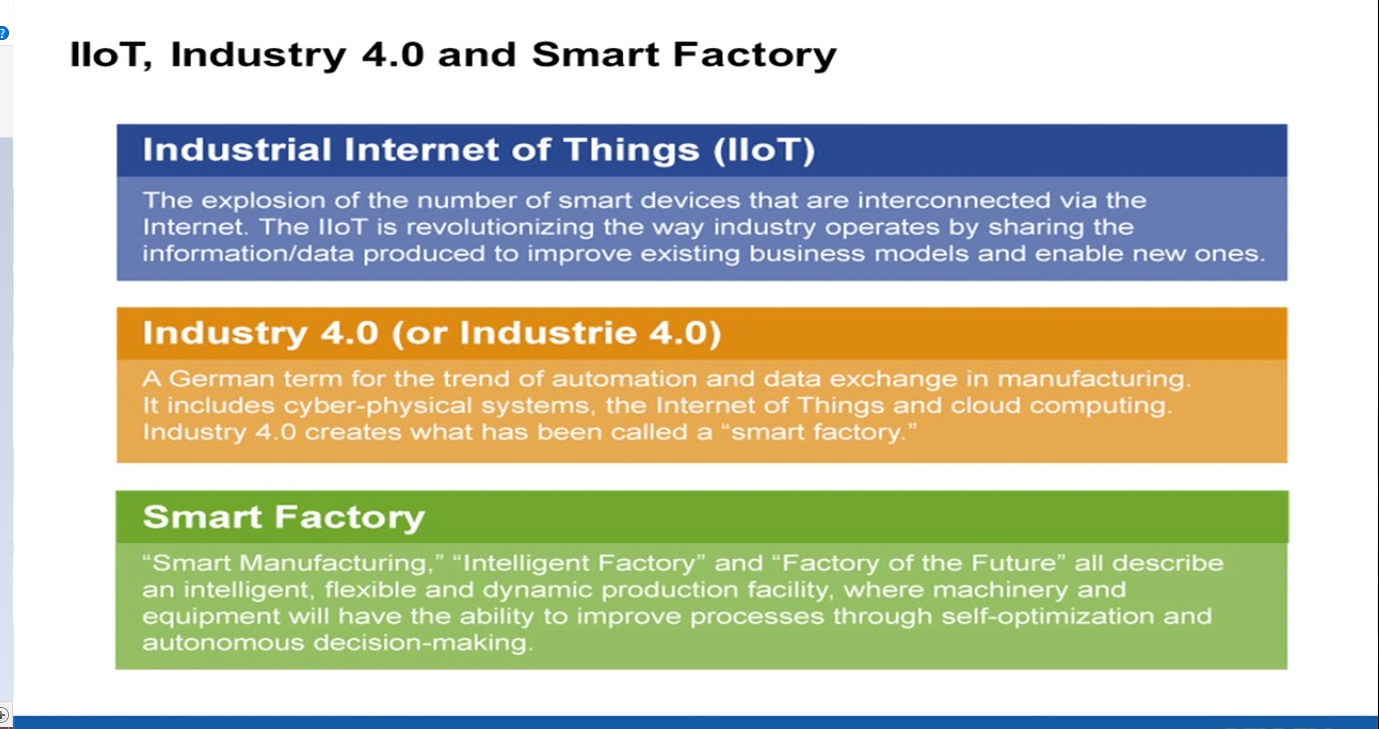 IIoT, Industry 4.0 and Smart Factory
Industrial Internet of Things (IIoT)
The explosion of the number of smart devices that are interconnected via the
Internet. The IIoT is revolutionizing the way industry operates by sharing the
information/data produced to improve existing business models and enable new ones.
Industry 4.0 (or Industrie 4.0)
A German term for the trend of automation and data exchange in manufacturing.
It includes cyber-physical systems, the Internet of Things and cloud computing.
Industry 4.0 creates what has been called a “smart factory.”
Smart Factory
“Smart Manufacturing,” “Intelligent Factory” and “Factory of the Future” all describe
an intelligent, flexible and dynamic production facility, where machinery and
equipment will have the ability to improve processes through self-optimization and
autonomous decision-making.